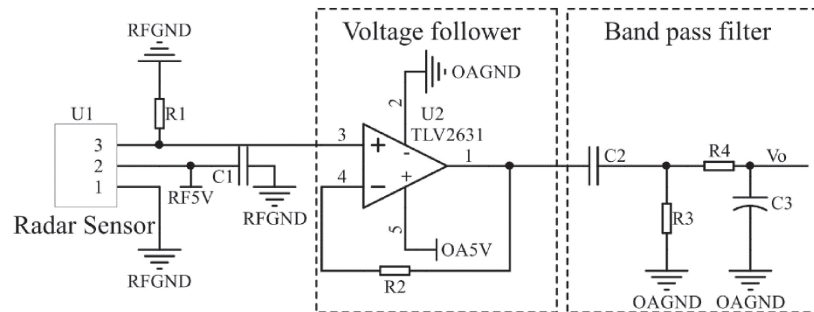 RFGND
Voltage follower
Band pass filter
OAGND
U1
R1
2
U2
TLV2631
3
3
1
C2
R4
Vo
2
C1
4
1
RF5V
RFGND
R3
C3
Radar Sensor
5
OA5V
RFGND
R2
OAGND
OAGND